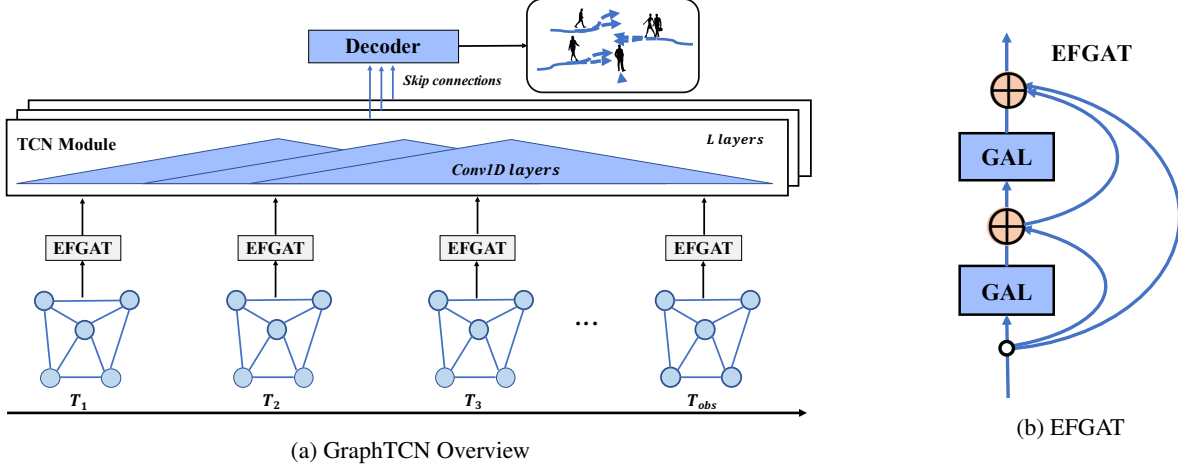 Decoder
Skip connections
TCN Module
L layers
Conv1D layers
EFGAT EFGAT EFGAT EFGAT
...
T1 T2 T3 Tobs
(a) GraphTCN Overview
EFGAT
GAL
GAL
(b) EFGAT